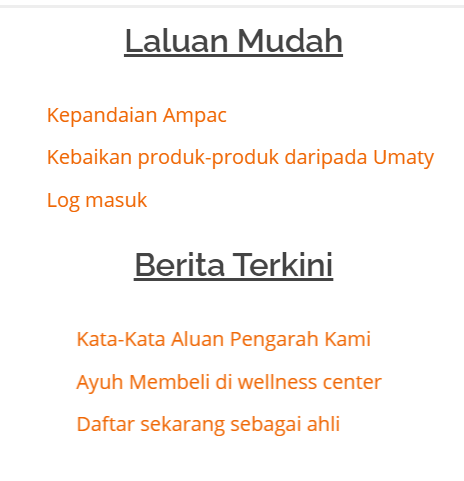 Laluan Mudah
Kepandaian Ampac
Kebaikan produk-produk daripada Umaty
Log masuk
Berita Terkini
Kata-Kata Aluan Pengarah Kami
Ayuh Membeli di wellness center
Daftar sekarang sebagai ahli